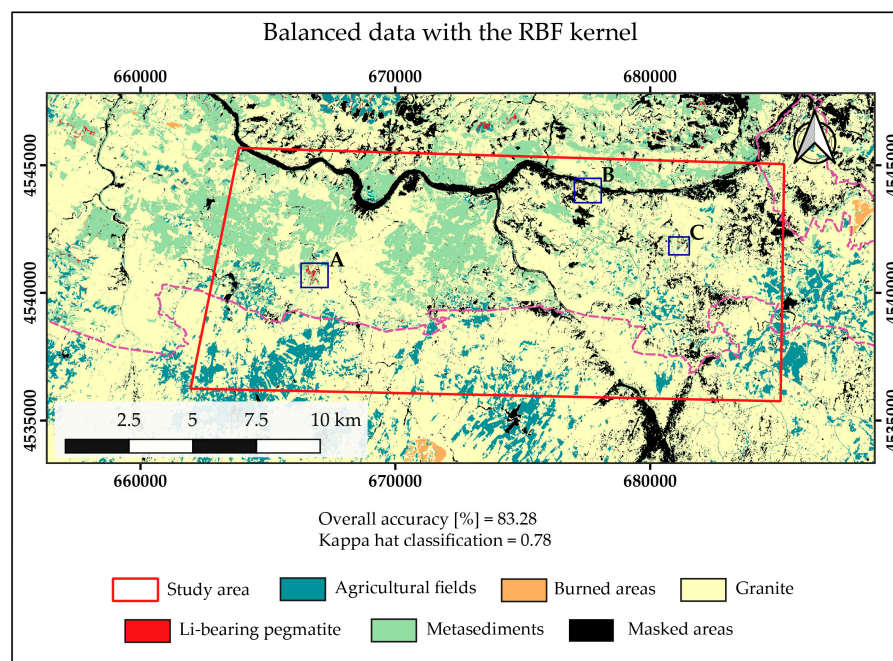 Balanced data with the RBF kernel
660000 670000 680000
4545000 4545000
B
C
A
4540000 4540000
2.5 5 7.5 10 km
4535000 4535000
660000 670000 680000
Overall accuracy [%] = 83.28
Kappa hat classification = 0.78
Study area Agricultural fields Burned areas Granite
Li-bearing pegmatite Metasediments Masked areas